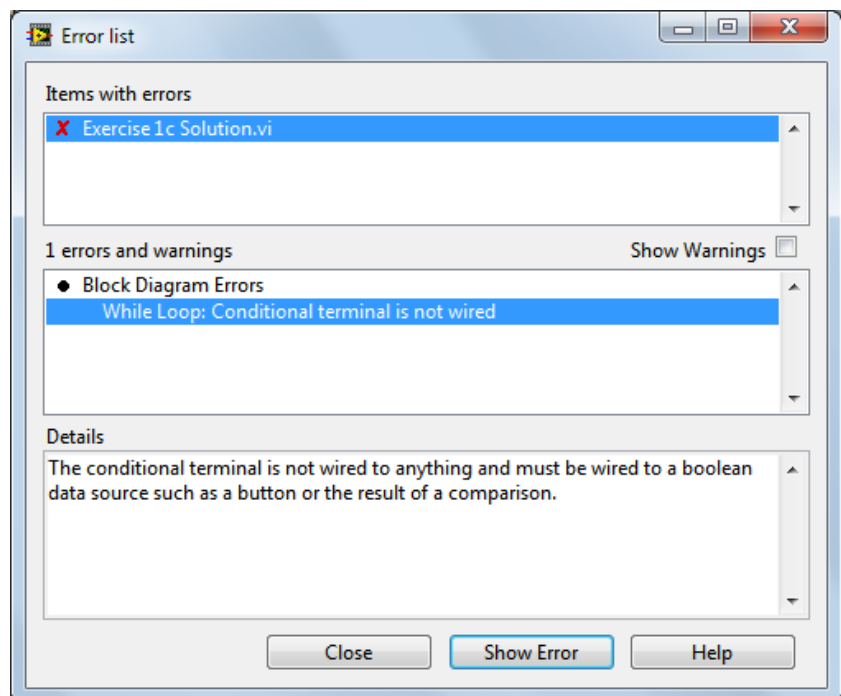 Error list
Items with errors
Exercise 1c Solution.vi
1 errors and warnings
Show Warnings
Block Diagram Errors
While Loop: Conditional terminal is not wired
Details
The conditional terminal is not wired to anything and must be wired to a boolean
data source such as a button or the result of a comparison.
Close
Show Error
Help